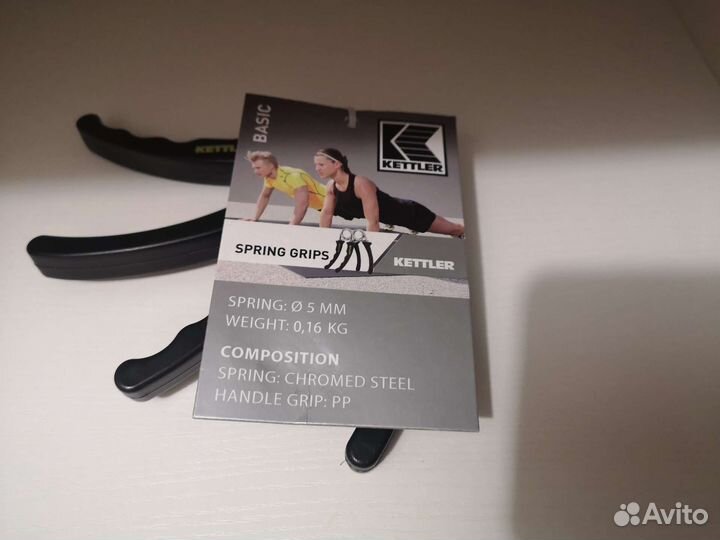 BASIC
KETTLER
KETTL
SPRING GRIPS
KETTLER
SPRING: Ø 5 MM
WEIGHT: 0,16 KG
COMPOSITION
SPRING: CHROMED STEEL
HANDLE GRIP: PP
Avito